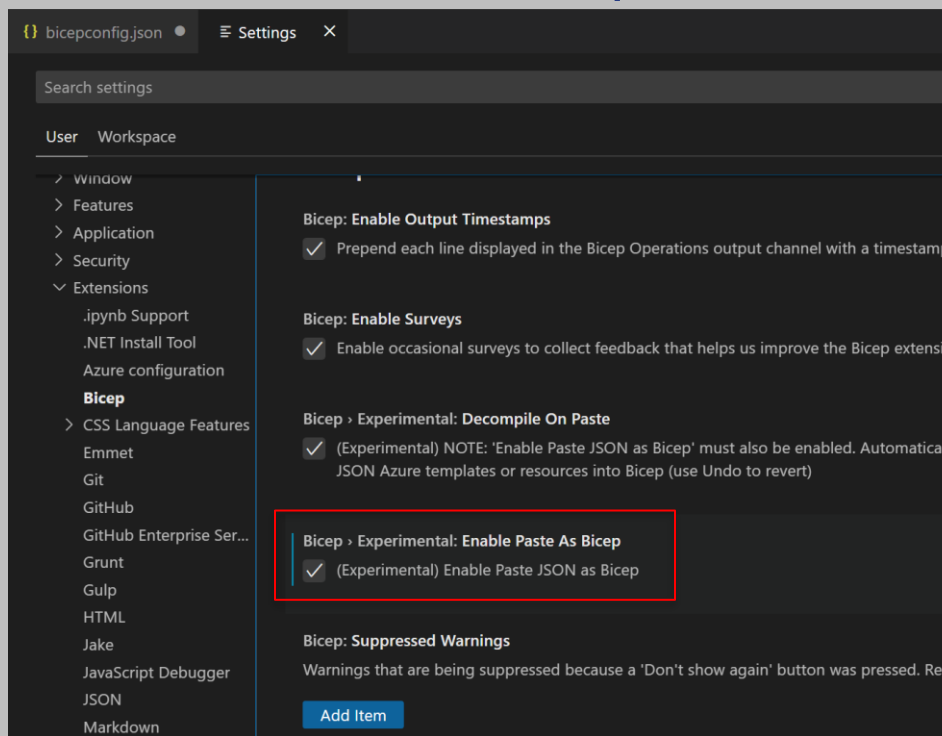 {} bicepconfig.json
Settings
Search settings
User Workspace
Window
Features
Application
Security
Extensions
.ipynb Support
.NET Install Tool
Azure configuration
Bicep
CSS Language Features
Emmet
Git
GitHub
GitHub Enterprise Ser...
Grunt
Gulp
HTML
Jake
JavaScript Debugger
JSON
Markdown
Bicep: Enable Output Timestamps
Prepend each line displayed in the Bicep Operations output channel with a timestamp
Bicep: Enable Surveys
Enable occasional surveys to collect feedback that helps us improve the Bicep extensi
Bicep › Experimental: Decompile On Paste
(Experimental) NOTE: 'Enable Paste JSON as Bicep' must also be enabled. Automatica
JSON Azure templates or resources into Bicep (use Undo to revert)
Bicep › Experimental: Enable Paste As Bicep
(Experimental) Enable Paste JSON as Bicep
Bicep: Suppressed Warnings
Warnings that are being suppressed because a 'Don't show again' button was pressed. Re
Add Item